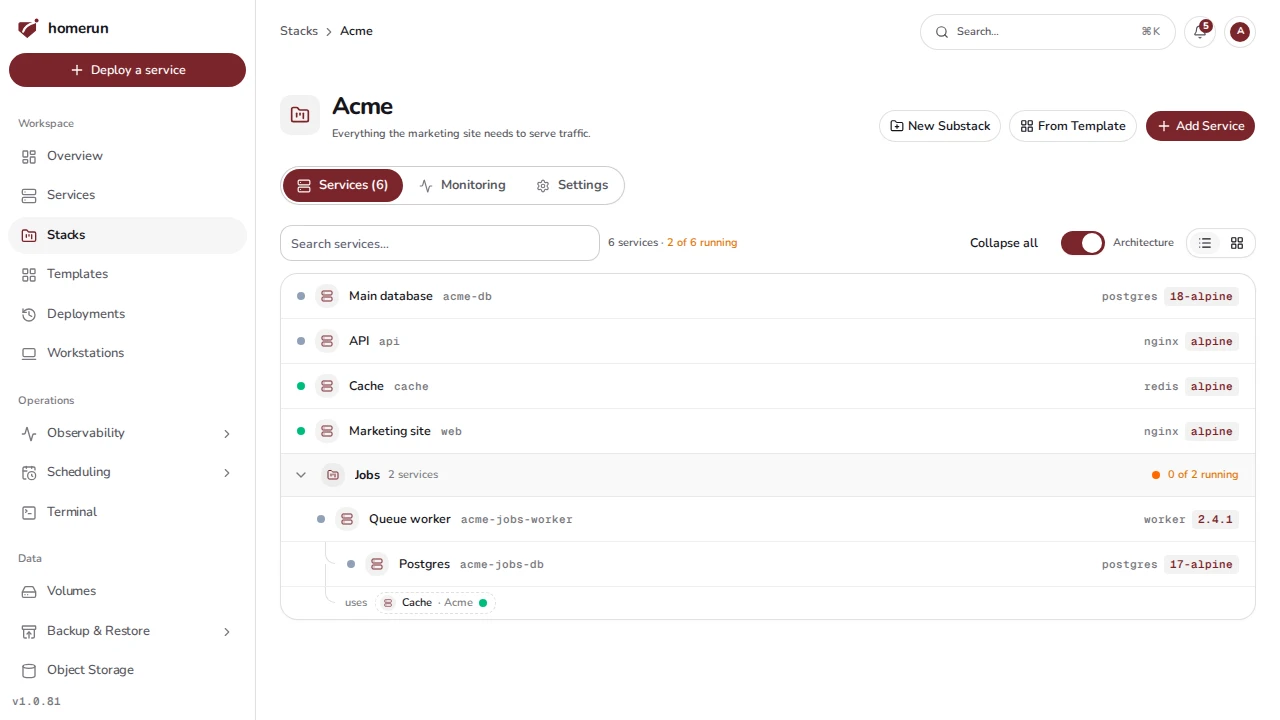 homerun
Deploy a service
Workspace
Overview
Services
Stacks
Templates
Deployments
Workstations
Operations
Observability
Scheduling
Terminal
Data
Volumes
Backup & Restore
Object Storage
v1.0.81
Stacks > Acme
Search... ⌘K
5
A
Acme
Everything the marketing site needs to serve traffic.
New Substack
From Template
Add Service
Services (6)
Monitoring
Settings
Search services...
6 services · 2 of 6 running
Collapse all
Architecture
Main database acme-db postgres 18-alpine
API api nginx alpine
Cache cache redis alpine
Marketing site web nginx alpine
Jobs 2 services 0 of 2 running
Queue worker acme-jobs-worker worker 2.4.1
Postgres acme-jobs-db postgres 17-alpine
uses Cache · Acme